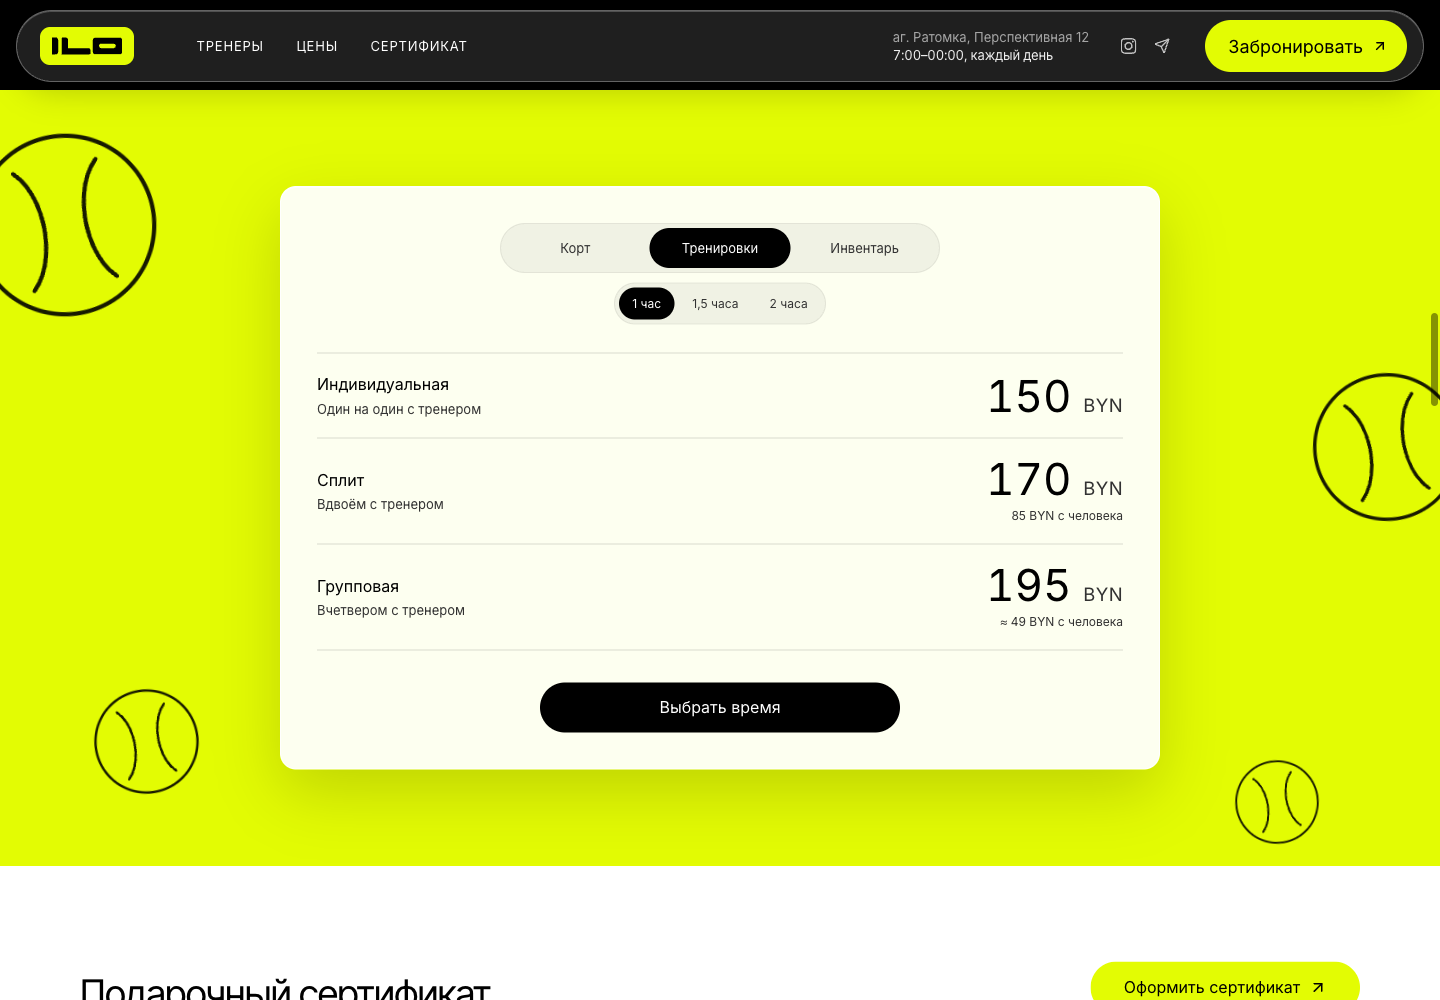 ILO
ТРЕНЕРЫ
ЦЕНЫ
СЕРТИФИКАТ
аг. Ратомка, Перспективная 12
7:00–00:00, каждый день
Забронировать
Корт
Тренировки
Инвентарь
1 час
1,5 часа
2 часа
Индивидуальная
Один на один с тренером
150 BYN
Сплит
Вдвоём с тренером
170 BYN
85 BYN с человека
Групповая
Вчетвером с тренером
195 BYN
≈ 49 BYN с человека
Выбрать время
Подарочный сертификат
Оформить сертификат